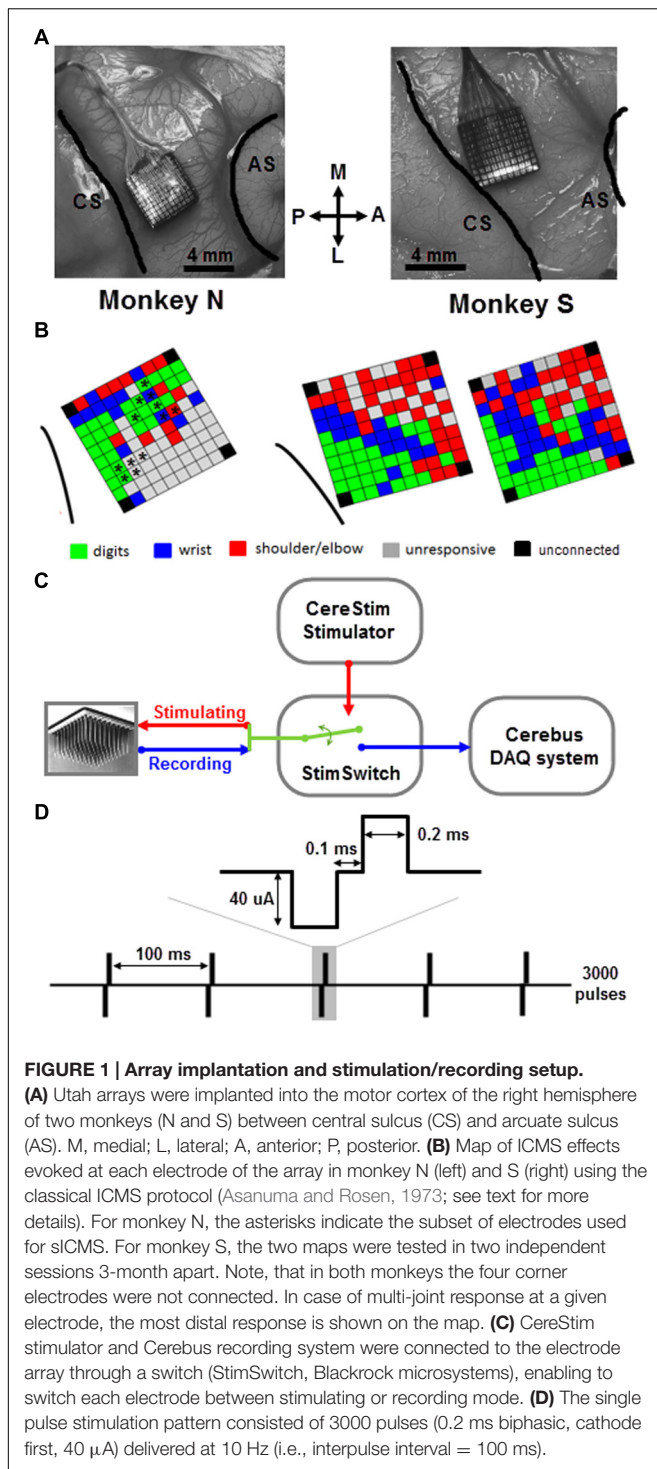 A
CS
AS
4 mm
Monkey N
M
P
A
L
CS
AS
4 mm
Monkey S
B
digits
wrist
shoulder/elbow
unresponsive
unconnected
C
CereStim
Stimulator
Stimulating
Recording
StimSwitch
Cerebus
DAQ system
D
0.1 ms
0.2 ms
40 uA
100 ms
3000
pulses
FIGURE 1 | Array implantation and stimulation/recording setup.
(A) Utah arrays were implanted into the motor cortex of the right hemisphere
of two monkeys (N and S) between central sulcus (CS) and arcuate sulcus
(AS). M, medial; L, lateral; A, anterior; P, posterior. (B) Map of ICMS effects
evoked at each electrode of the array in monkey N (left) and S (right) using the
classical ICMS protocol (Asanuma and Rosen, 1973; see text for more
details). For monkey N, the asterisks indicate the subset of electrodes used
for sICMS. For monkey S, the two maps were tested in two independent
sessions 3-month apart. Note, that in both monkeys the four corner
electrodes were not connected. In case of multi-joint response at a given
electrode, the most distal response is shown on the map. (C) CereStim
stimulator and Cerebus recording system were connected to the electrode
array through a switch (StimSwitch, Blackrock microsystems), enabling to
switch each electrode between stimulating or recording mode. (D) The single
pulse stimulation pattern consisted of 3000 pulses (0.2 ms biphasic, cathode
first, 40 μA) delivered at 10 Hz (i.e., interpulse interval = 100 ms).